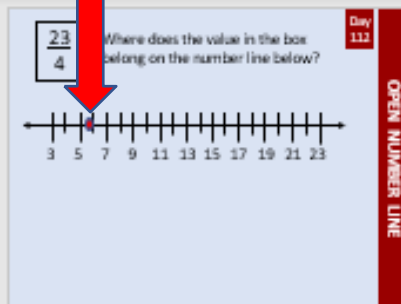 Day
112
23
4
Where does the value in the box
belong on the number line below?
3 5 7 9 11 13 15 17 19 21 23
OPEN NUMBER LINE